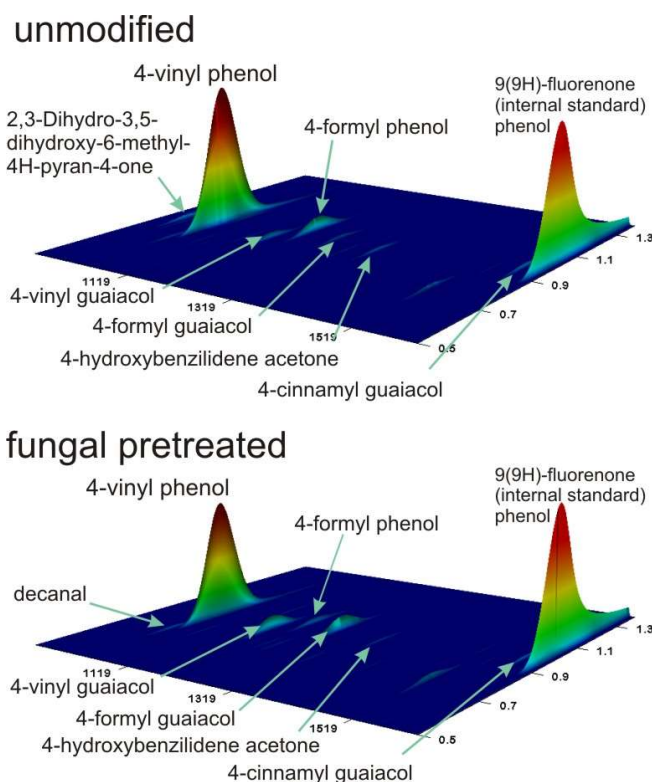 unmodified
4-vinyl phenol
9(9H)-fluorenone
(internal standard)
phenol
2,3-Dihydro-3,5-
dihydroxy-6-methyl-
4H-pyran-4-one
4-formyl phenol
1.3
1.1
0.9
0.7
0.5
1119
1319
1519
4-vinyl guaiacol
4-formyl guaiacol
4-hydroxybenzilidene acetone
4-cinnamyl guaiacol
fungal pretreated
4-vinyl phenol
9(9H)-fluorenone
(internal standard)
phenol
4-formyl phenol
decanal
1.3
1.1
0.9
0.7
0.5
1119
1319
1519
4-vinyl guaiacol
4-formyl guaiacol
4-hydroxybenzilidene acetone
4-cinnamyl guaiacol